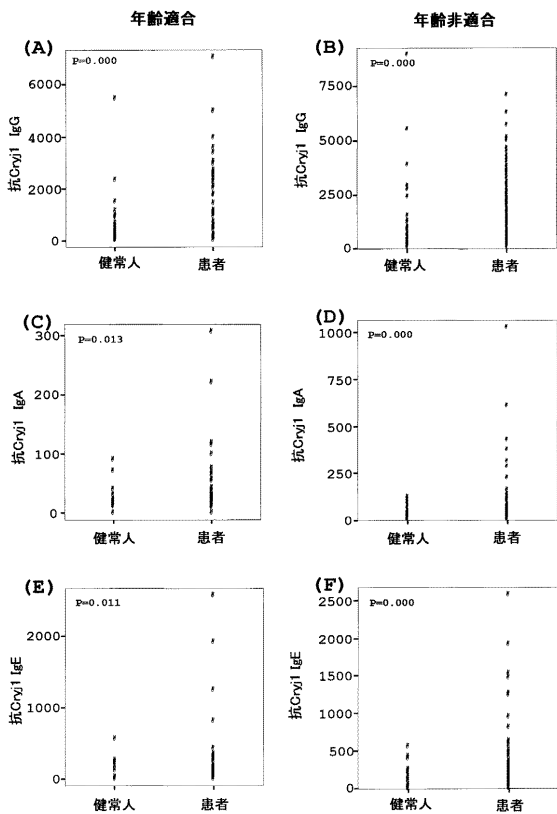 年齢適合
年齢非適合
(A)
P=0.000
抗Cryj1 IgG
6000
4000
2000
0
健常人
患者
(B)
P=0.000
抗Cryj1 IgG
7500
5000
2500
0
健常人
患者
(C)
P=0.013
抗Cryj1 IgA
300
200
100
0
健常人
患者
(D)
P=0.000
抗Cryj1 IgA
1000
750
500
250
0
健常人
患者
(E)
P=0.011
抗Cryj1 IgE
2000
1000
0
健常人
患者
(F)
P=0.000
抗Cryj1 IgE
2500
2000
1500
1000
500
0
健常人
患者